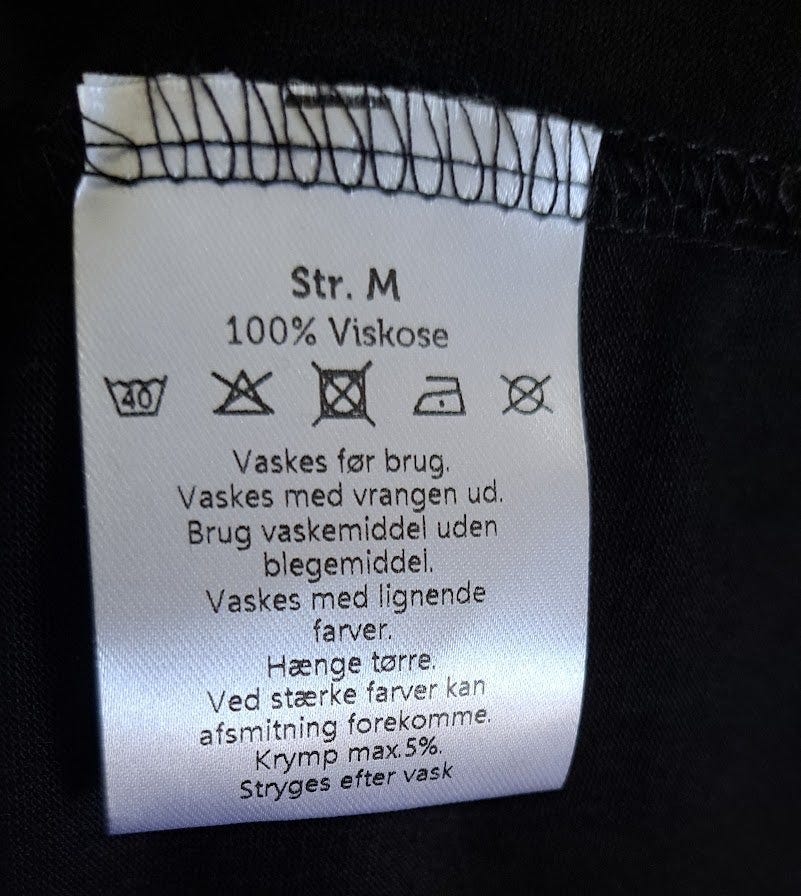 Str. M
100% Viskose
40
Vaskes før brug.
Vaskes med vrangen ud.
Brug vaskemiddel uden
blegemiddel.
Vaskes med lignende
farver.
Hænge tørre.
Ved stærke farver kan
afsmitning forekomme.
Krymp max.5%.
Stryges efter vask